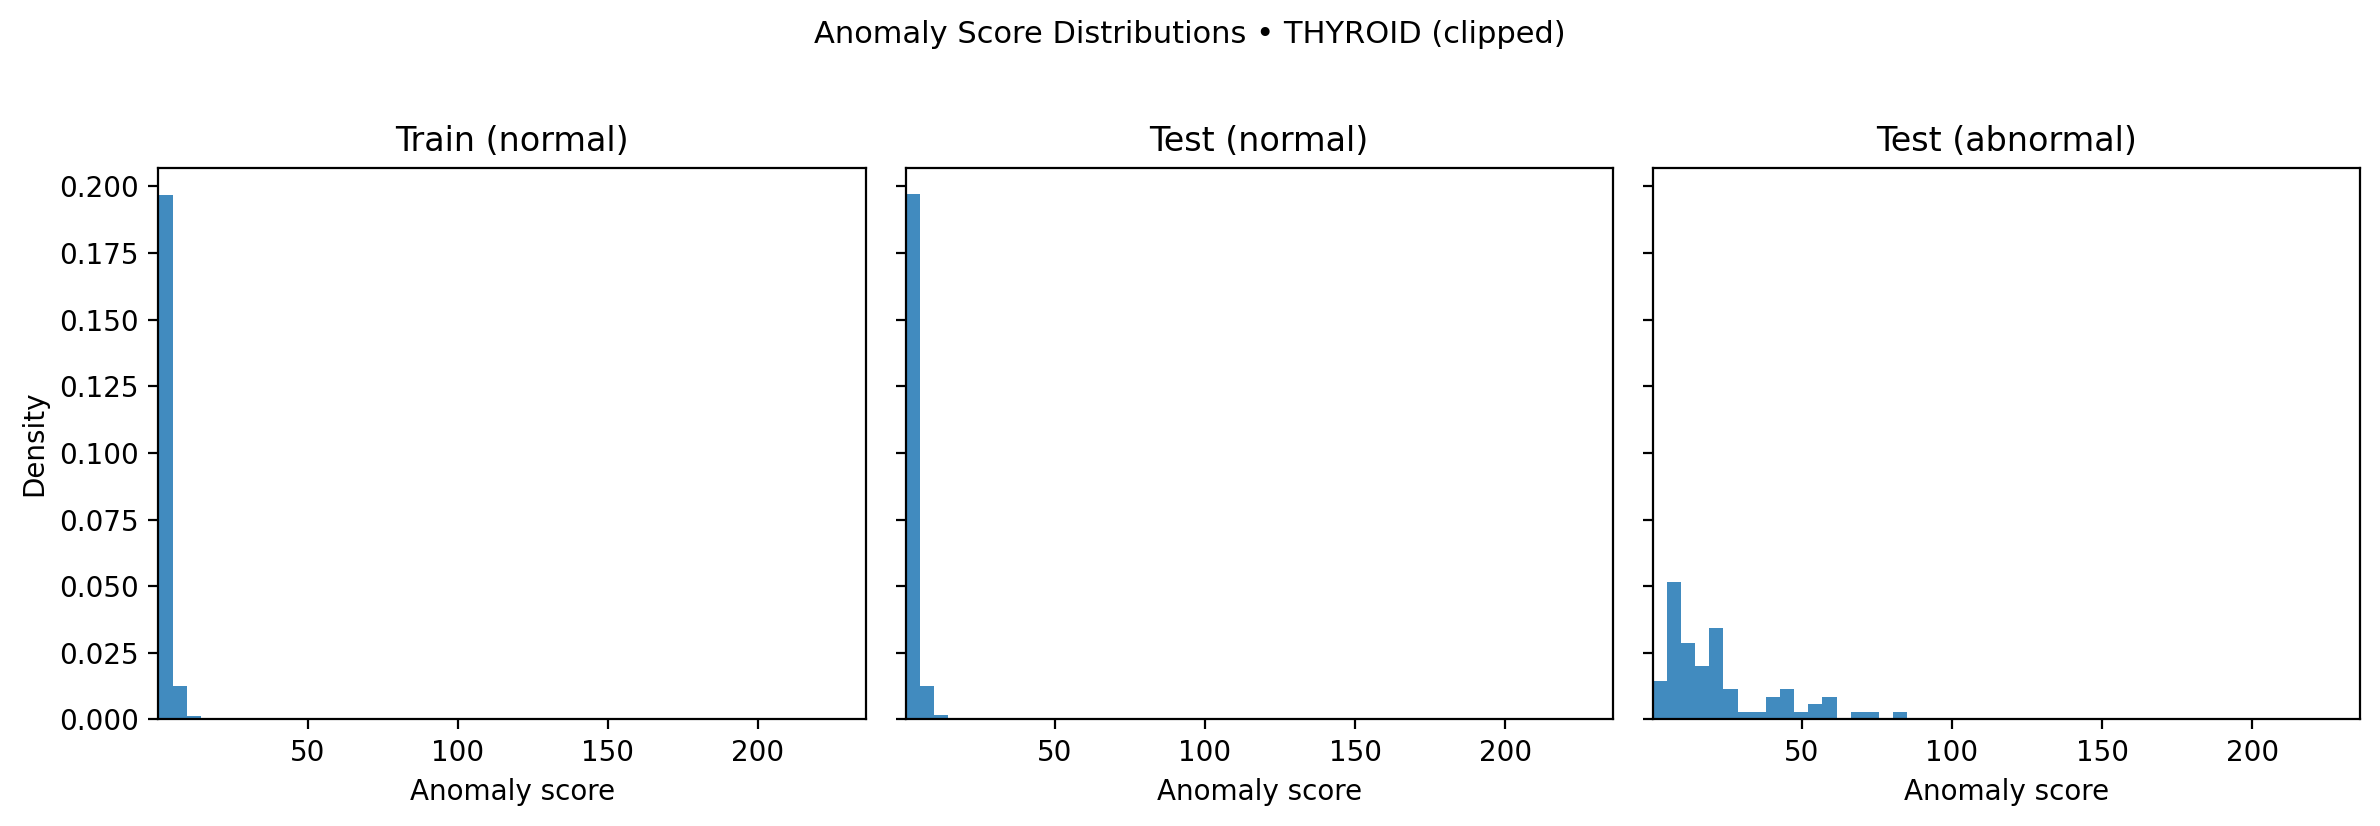 Anomaly Score Distributions • THYROID (clipped)
Train (normal)
Test (normal)
Test (abnormal)
Density
0.200
0.175
0.150
0.125
0.100
0.075
0.050
0.025
0.000
50 100 150 200
50 100 150 200
50 100 150 200
Anomaly score
Anomaly score
Anomaly score